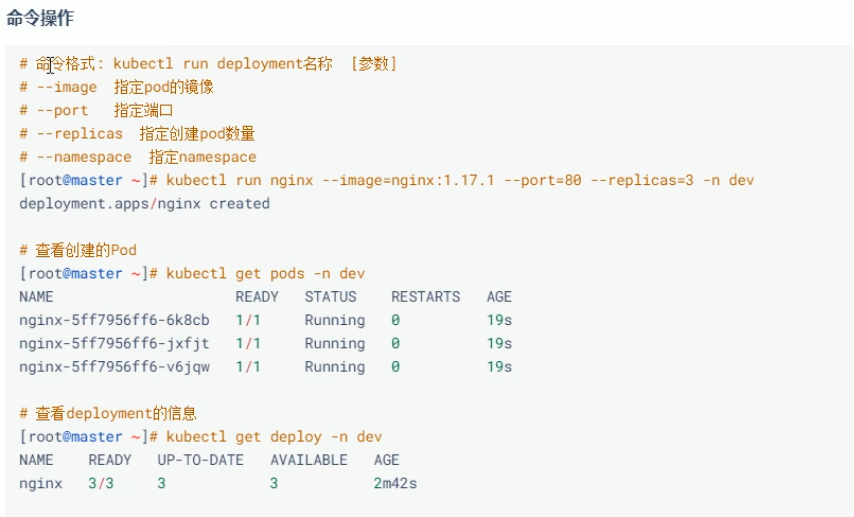 命令操作
# 命令格式: kubectl run deployment名称 [参数]
# --image 指定pod的镜像
# --port 指定端口
# --replicas 指定创建pod数量
# --namespace 指定namespace
[root@master ~]# kubectl run nginx --image=nginx:1.17.1 --port=80 --replicas=3 -n dev
deployment.apps/nginx created
# 查看创建的Pod
[root@master ~]# kubectl get pods -n dev
NAME READY STATUS RESTARTS AGE
nginx-5ff7956ff6-6k8cb 1/1 Running 0 19s
nginx-5ff7956ff6-jxfjt 1/1 Running 0 19s
nginx-5ff7956ff6-v6jqw 1/1 Running 0 19s
# 查看deployment的信息
[root@master ~]# kubectl get deploy -n dev
NAME READY UP-TO-DATE AVAILABLE AGE
nginx 3/3 3 3 2m42s